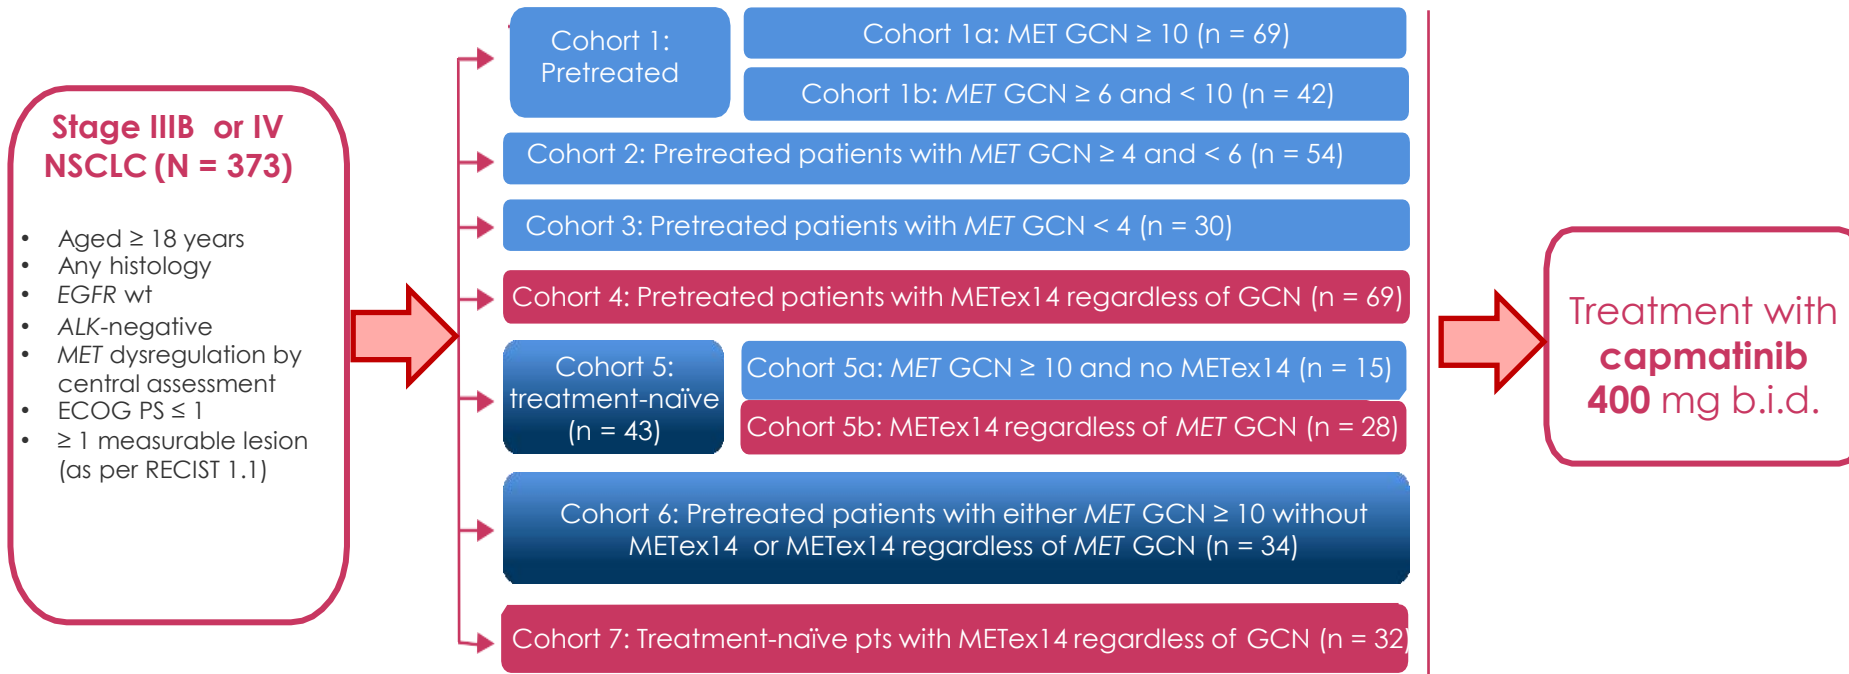 Stage IIIB or IV
NSCLC (N = 373)
• Aged ≥ 18 years
• Any histology
• EGFR wt
• ALK-negative
• MET dysregulation by
central assessment
• ECOG PS ≤ 1
• ≥ 1 measurable lesion
(as per RECIST 1.1)
Cohort 1:
Pretreated
Cohort 1a: MET GCN ≥ 10 (n = 69)
Cohort 1b: MET GCN ≥ 6 and < 10 (n = 42)
Cohort 2: Pretreated patients with MET GCN ≥ 4 and < 6 (n = 54)
Cohort 3: Pretreated patients with MET GCN < 4 (n = 30)
Cohort 4: Pretreated patients with METex14 regardless of GCN (n = 69)
Cohort 5:
treatment-naïve
(n = 43)
Cohort 5a: MET GCN ≥ 10 and no METex14 (n = 15)
Cohort 5b: METex14 regardless of MET GCN (n = 28)
Cohort 6: Pretreated patients with either MET GCN ≥ 10 without
METex14 or METex14 regardless of MET GCN (n = 34)
Cohort 7: Treatment-naïve pts with METex14 regardless of GCN (n = 32)
Treatment with
capmatinib
400 mg b.i.d.